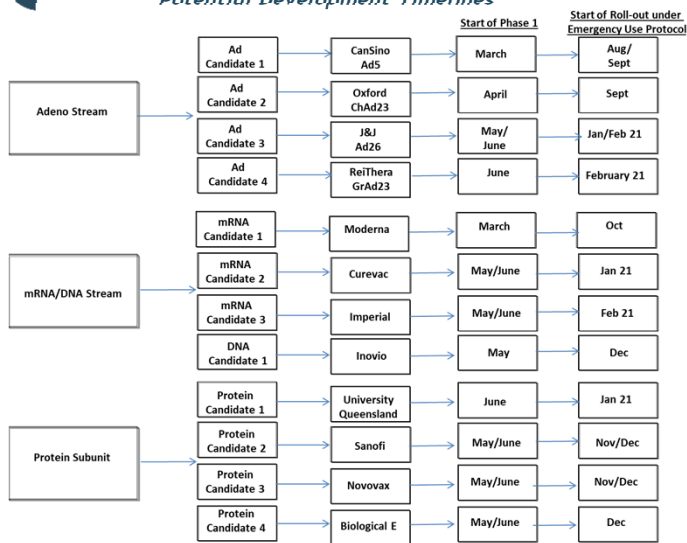 Potential Development Timelines
Start of Phase 1
Start of Roll-out under
Emergency Use Protocol
Adeno Stream
Ad
Candidate 1
CanSino
Ad5
March
Aug/
Sept
Ad
Candidate 2
Oxford
ChAd23
April
Sept
Ad
Candidate 3
J&J
Ad26
May/
June
Jan/Feb 21
Ad
Candidate 4
ReiThera
GrAd23
June
February 21
mRNA/DNA Stream
mRNA
Candidate 1
Moderna
March
Oct
mRNA
Candidate 2
Curevac
May/June
Jan 21
mRNA
Candidate 3
Imperial
May/June
Feb 21
DNA
Candidate 1
Inovio
May
Dec
Protein Subunit
Protein
Candidate 1
University
Queensland
June
Jan 21
Protein
Candidate 2
Sanofi
May/June
Nov/Dec
Protein
Candidate 3
Novovax
May/June
Nov/Dec
Protein
Candidate 4
Biological E
May/June
Dec